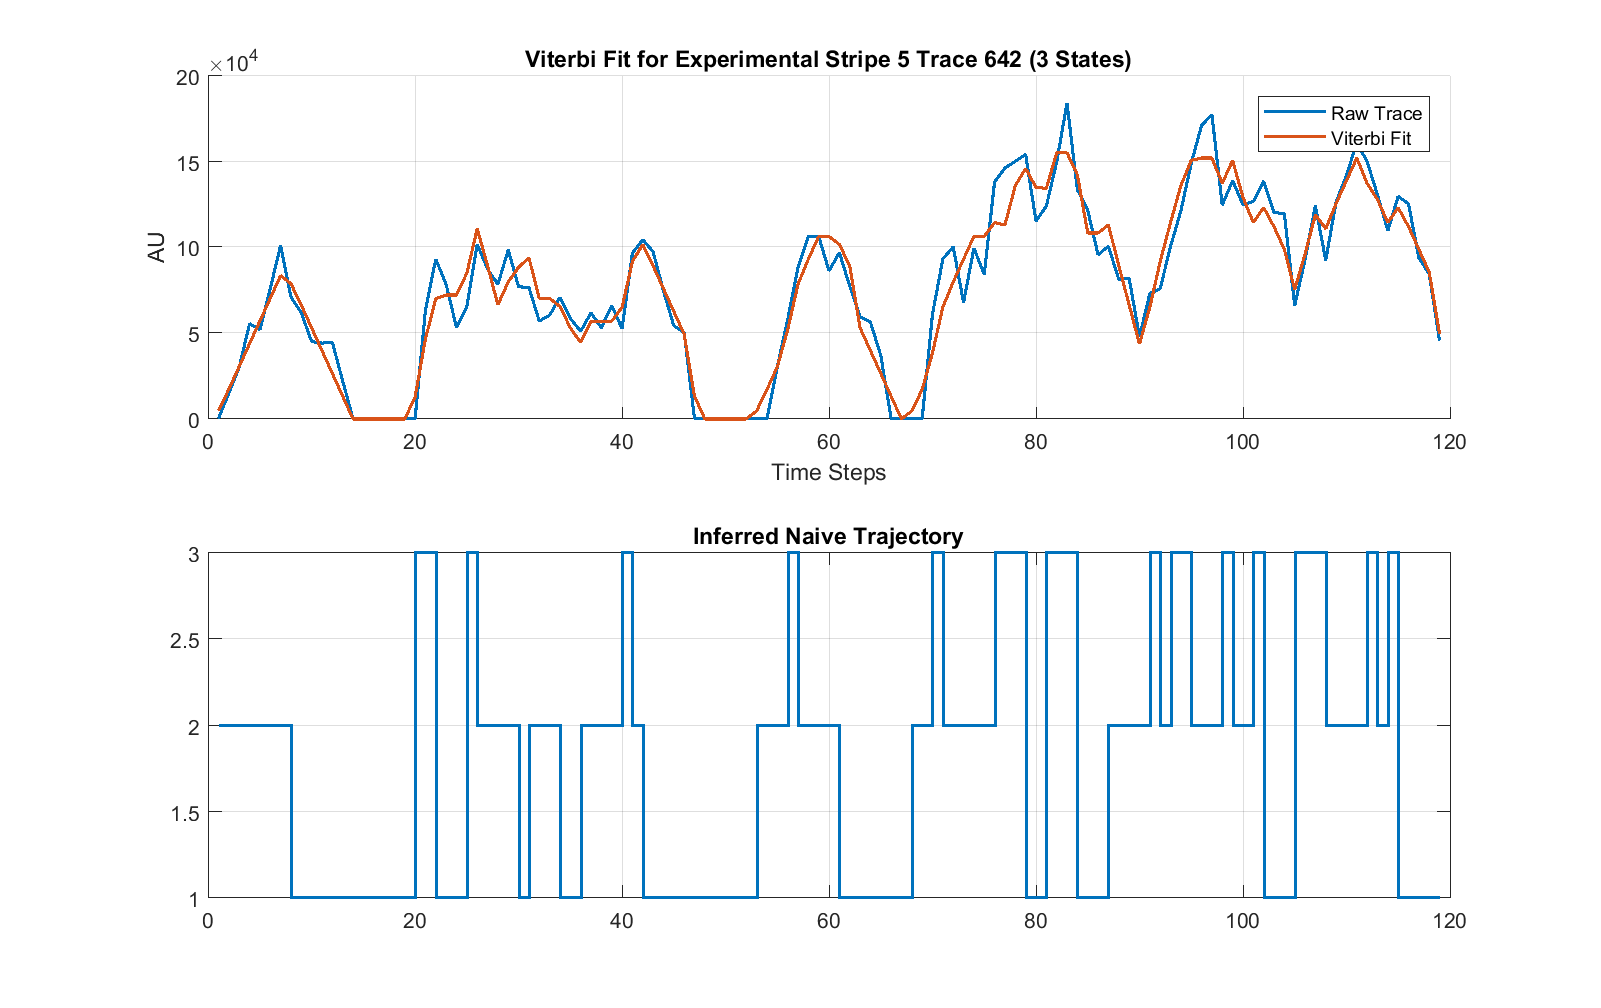 Viterbi Fit for Experimental Stripe 5 Trace 642 (3 States)
×10^4
20
15
10
5
0
AU
Raw Trace
Viterbi Fit
0 20 40 60 80 100 120
Time Steps
Inferred Naive Trajectory
3
2.5
2
1.5
1
0 20 40 60 80 100 120